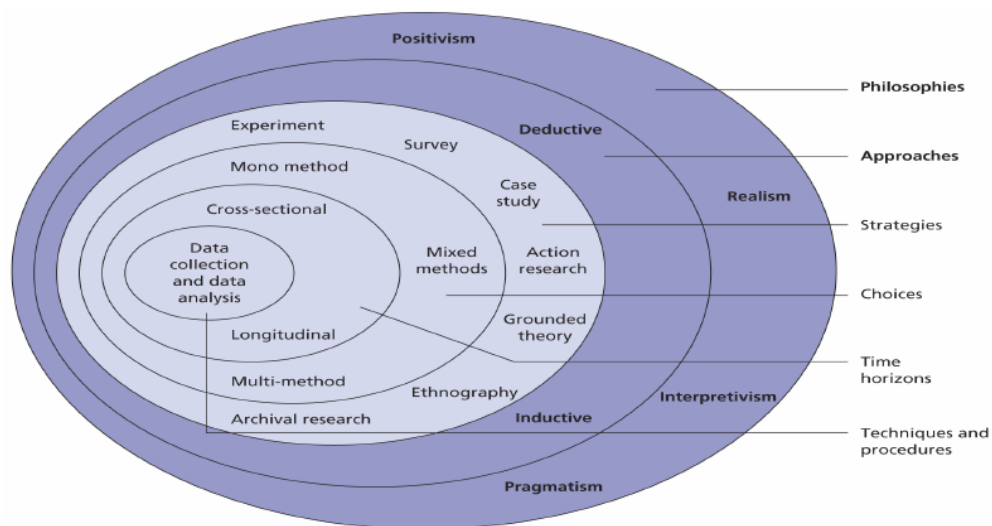 Positivism
Philosophies
Experiment
Deductive
Survey
Approaches
Mono method
Case
study
Realism
Cross-sectional
Strategies
Data
collection
and data
analysis
Mixed
methods
Action
research
Choices
Longitudinal
Grounded
theory
Time
horizons
Multi-method
Ethnography
Interpretivism
Archival research
Inductive
Techniques and
procedures
Pragmatism